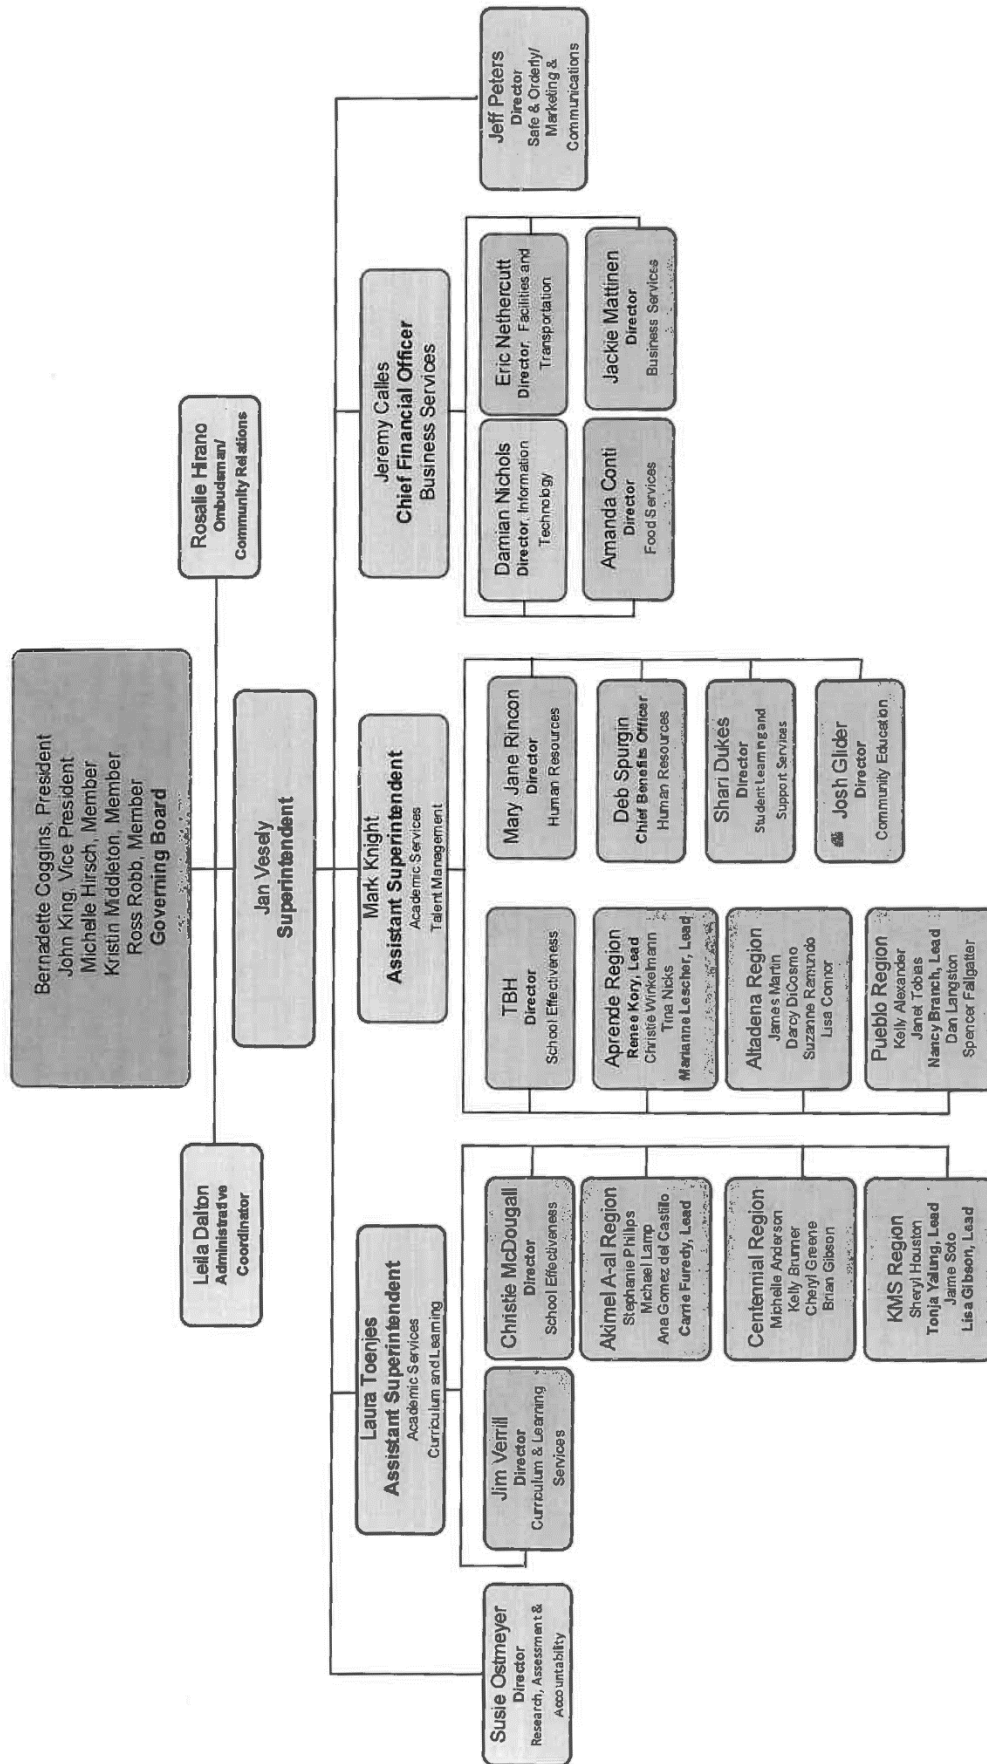 Bernadette Coggins, President
John King, Vice President
Michelle Hirsch, Member
Kristin Middleton, Member
Ross Robb, Member
Governing Board
Leila Dalton
Administrative
Coordinator
Rosalie Hirano
Ombudsman/
Community Relations
Jan Vesely
Superintendent
Susie Ostmeyer
Director
Research, Assessment &
Accountability
Laura Toenjes
Assistant Superintendent
Academic Services
Curriculum and Learning
Jim Verrill
Director
Curriculum & Learning
Services
Christie McDougall
Director
School Effectiveness
Akimel A-al Region
Stephanie Philips
Michael Lamp
Ana Gomez del Castillo
Carrie Furedy, Lead
Centennial Region
Michelle Anderson
Kelly Brunner
Cheryl Greene
Brian Gibson
KMS Region
Sheryl Houston
Tonja Yalung, Lead
Jaime Soto
Lisa Gibson, Lead
Mark Knight
Assistant Superintendent
Academic Services
Talent Management
TBH
Director
School Effectiveness
Aprende Region
Renee Kory, Lead
Christie Winkelmann
Tina Nicks
Marianne Lescher, Lead
Altadena Region
James Martin
Darcy DiCosmo
Suzanne Ramundo
Lisa Connor
Pueblo Region
Kelly Alexander
Janet Tobias
Nancy Branch, Lead
Dan Langston
Spencer Fallgatter
Mary Jane Rincon
Director
Human Resources
Deb Spurgin
Chief Benefits Officer
Human Resources
Shari Dukes
Director
Student Learning and
Support Services
Josh Glider
Director
Community Education
Jeremy Calles
Chief Financial Officer
Business Services
Damian Nichols
Director, Information
Technology
Eric Nethercutt
Director, Facilities and
Transportation
Amanda Conti
Director
Food Services
Jackie Mattinen
Director
Business Services
Jeff Peters
Director
Safe & Orderly/
Marketing &
Communications